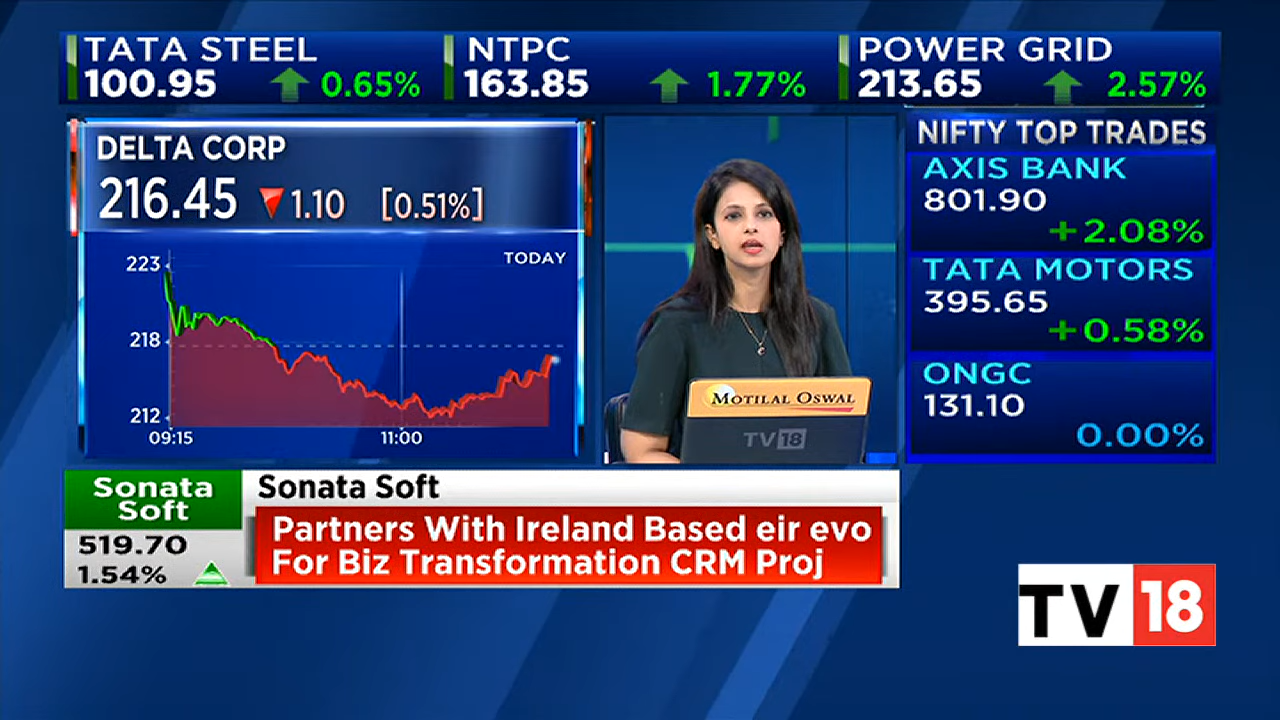 TATA STEEL
100.95 0.65%
NTPC
163.85 1.77%
POWER GRID
213.65 2.57%
DELTA CORP
216.45 1.10 [0.51%]
TODAY
223
218
212
09:15 11:00
MOTILAL OSWAL
TV18
NIFTY TOP TRADES
AXIS BANK
801.90
+2.08%
TATA MOTORS
395.65
+0.58%
ONGC
131.10
0.00%
Sonata
Soft
519.70
1.54%
Sonata Soft
Partners With Ireland Based eir evo
For Biz Transformation CRM Proj
TV18